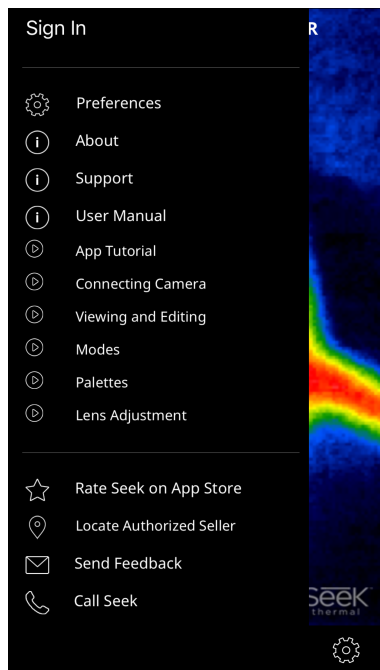 Sign In
R
Preferences
About
Support
User Manual
App Tutorial
Connecting Camera
Viewing and Editing
Modes
Palettes
Lens Adjustment
Rate Seek on App Store
Locate Authorized Seller
Send Feedback
Call Seek
Seek
thermal